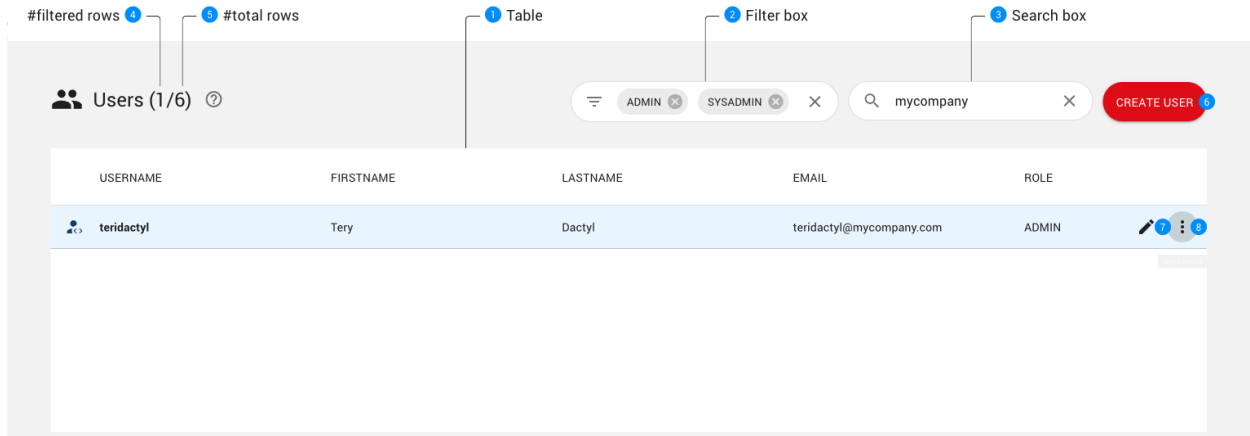 #filtered rows 4 5 #total rows 1 Table 2 Filter box 3 Search box
Users (1/6) ? ADMIN SYSADMIN mycompany CREATE USER 6
USERNAME FIRSTNAME LASTNAME EMAIL ROLE
teridactyl Tery Dactyl teridactyl@mycompany.com ADMIN 7 8